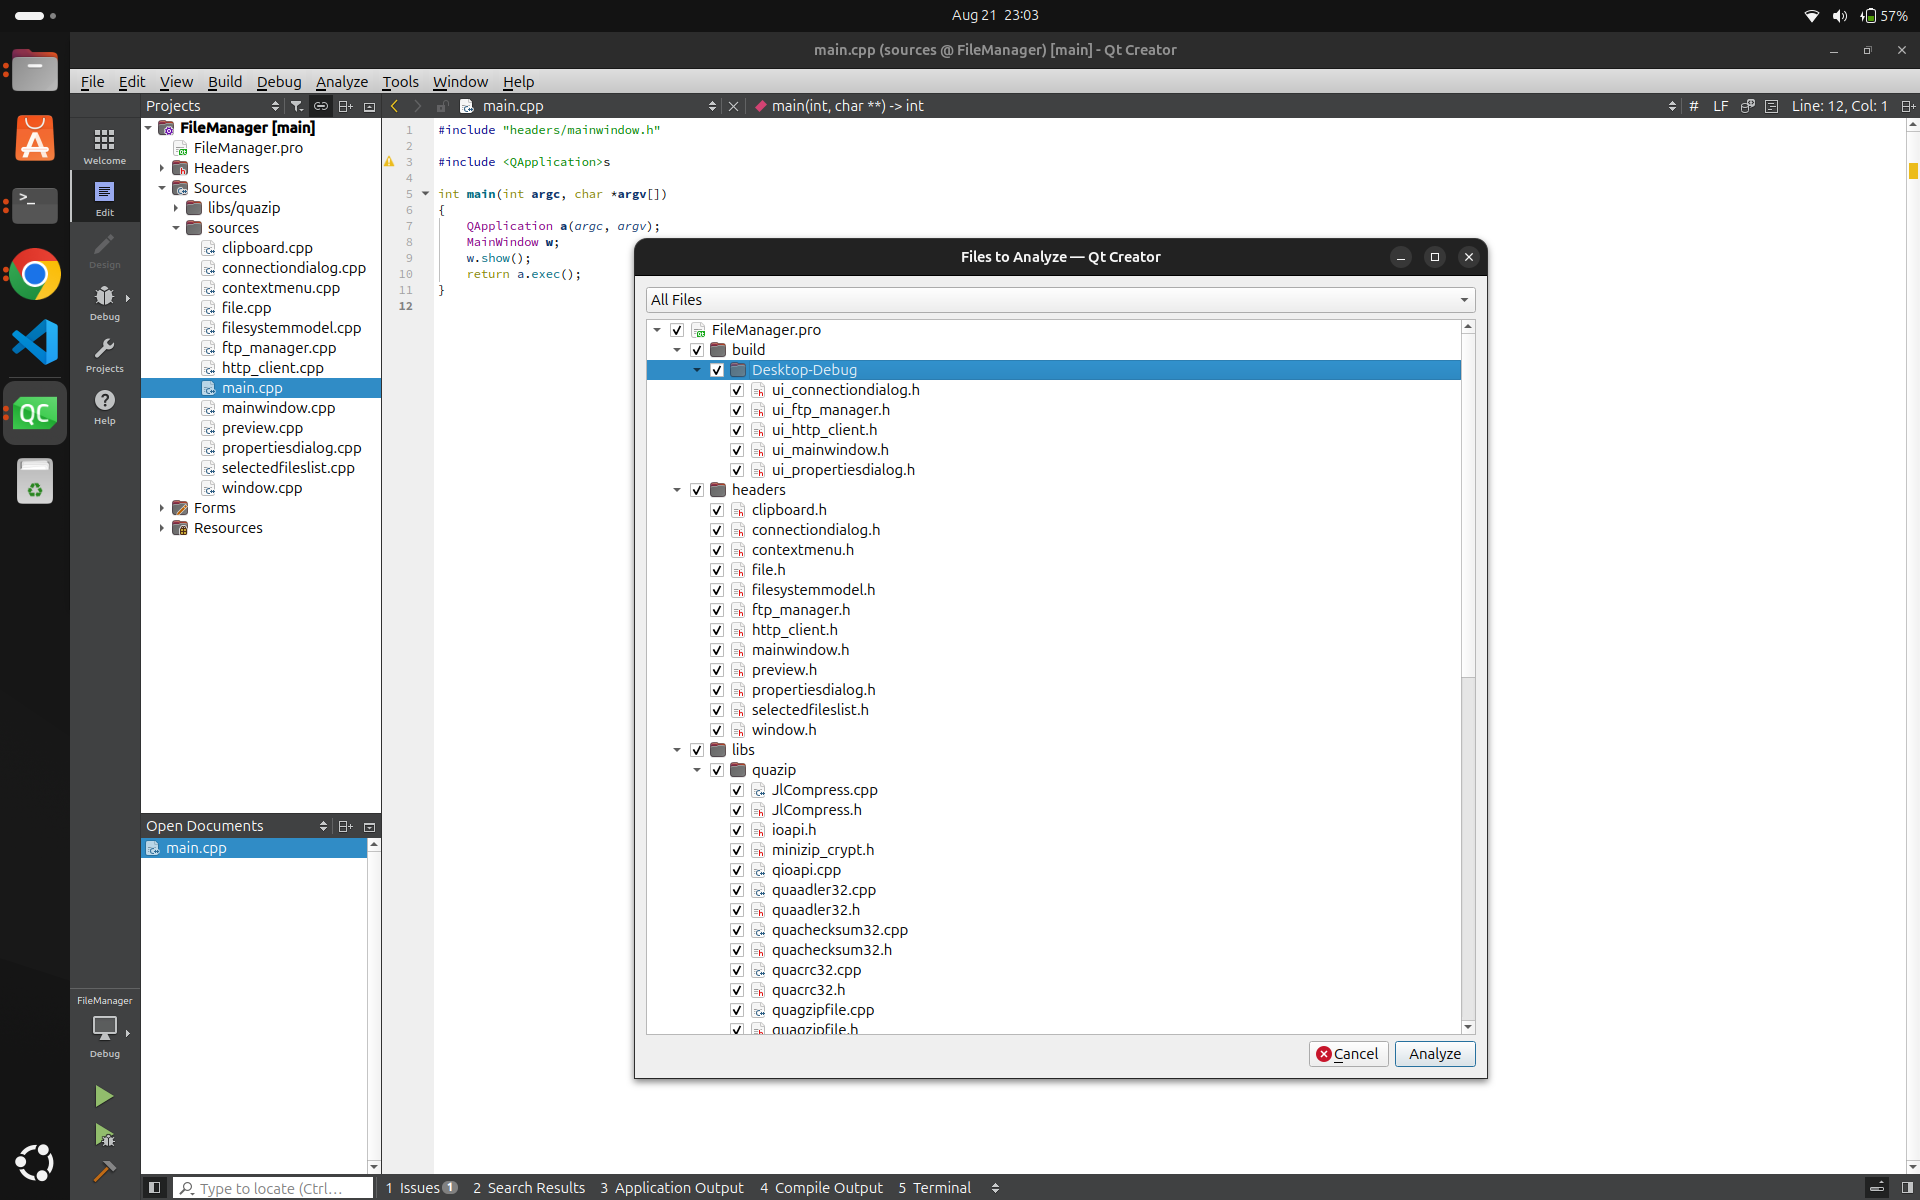 Aug 21 23:03
57%
main.cpp (sources @ FileManager) [main] - Qt Creator
File Edit View Build Debug Analyze Tools Window Help
Projects
main.cpp
main(int, char **) -> int
# LF Line: 12, Col: 1
Welcome
Edit
Design
Debug
Projects
Help
FileManager [main]
FileManager.pro
Headers
Sources
libs/quazip
sources
clipboard.cpp
connectiondialog.cpp
contextmenu.cpp
file.cpp
filesystemmodel.cpp
ftp_manager.cpp
http_client.cpp
main.cpp
mainwindow.cpp
preview.cpp
propertiesdialog.cpp
selectedfileslist.cpp
window.cpp
Forms
Resources
Open Documents
main.cpp
1 #include "headers/mainwindow.h"
2
3 #include <QApplication>s
4
5 int main(int argc, char *argv[])
6 {
7 QApplication a(argc, argv);
8 MainWindow w;
9 w.show();
10 return a.exec();
11 }
12
Files to Analyze — Qt Creator
All Files
FileManager.pro
build
Desktop-Debug
ui_connectiondialog.h
ui_ftp_manager.h
ui_http_client.h
ui_mainwindow.h
ui_propertiesdialog.h
headers
clipboard.h
connectiondialog.h
contextmenu.h
file.h
filesystemmodel.h
ftp_manager.h
http_client.h
mainwindow.h
preview.h
propertiesdialog.h
selectedfileslist.h
window.h
libs
quazip
JlCompress.cpp
JlCompress.h
ioapi.h
minizip_crypt.h
qioapi.cpp
quaadler32.cpp
quaadler32.h
quachecksum32.cpp
quachecksum32.h
quacrc32.cpp
quacrc32.h
quagzipfile.cpp
quagzipfile.h
Cancel Analyze
FileManager
Debug
QC
Type to locate (Ctrl...
1 Issues 1 2 Search Results 3 Application Output 4 Compile Output 5 Terminal